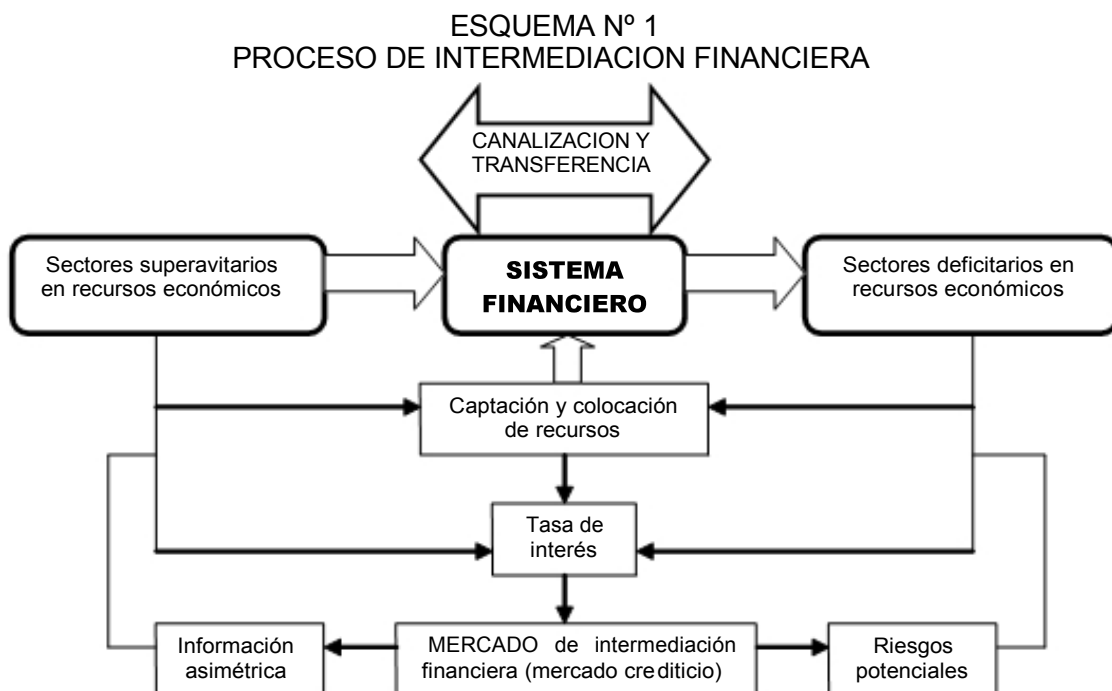 ESQUEMA Nº 1
PROCESO DE INTERMEDIACION FINANCIERA
CANALIZACION Y
TRANSFERENCIA
Sectores superavitarios
en recursos económicos
SISTEMA
FINANCIERO
Sectores deficitarios en
recursos económicos
Captación y colocación
de recursos
Tasa de
interés
Información
asimétrica
MERCADO de intermediación
financiera (mercado crediticio)
Riesgos
potenciales